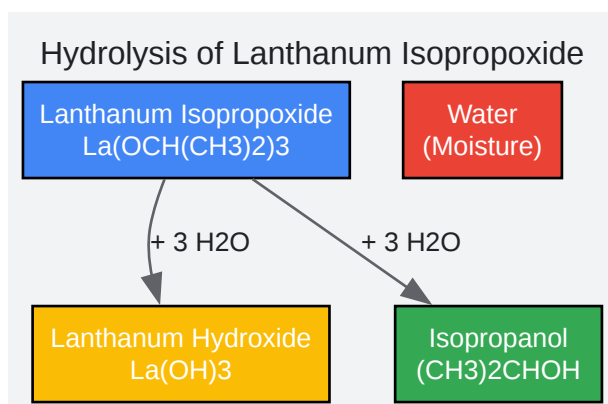 Hydrolysis of Lanthanum Isopropoxide
Lanthanum Isopropoxide
La(OCH(CH3)2)3
Water
(Moisture)
+ 3 H2O
+ 3 H2O
Lanthanum Hydroxide
La(OH)3
Isopropanol
(CH3)2CHOH